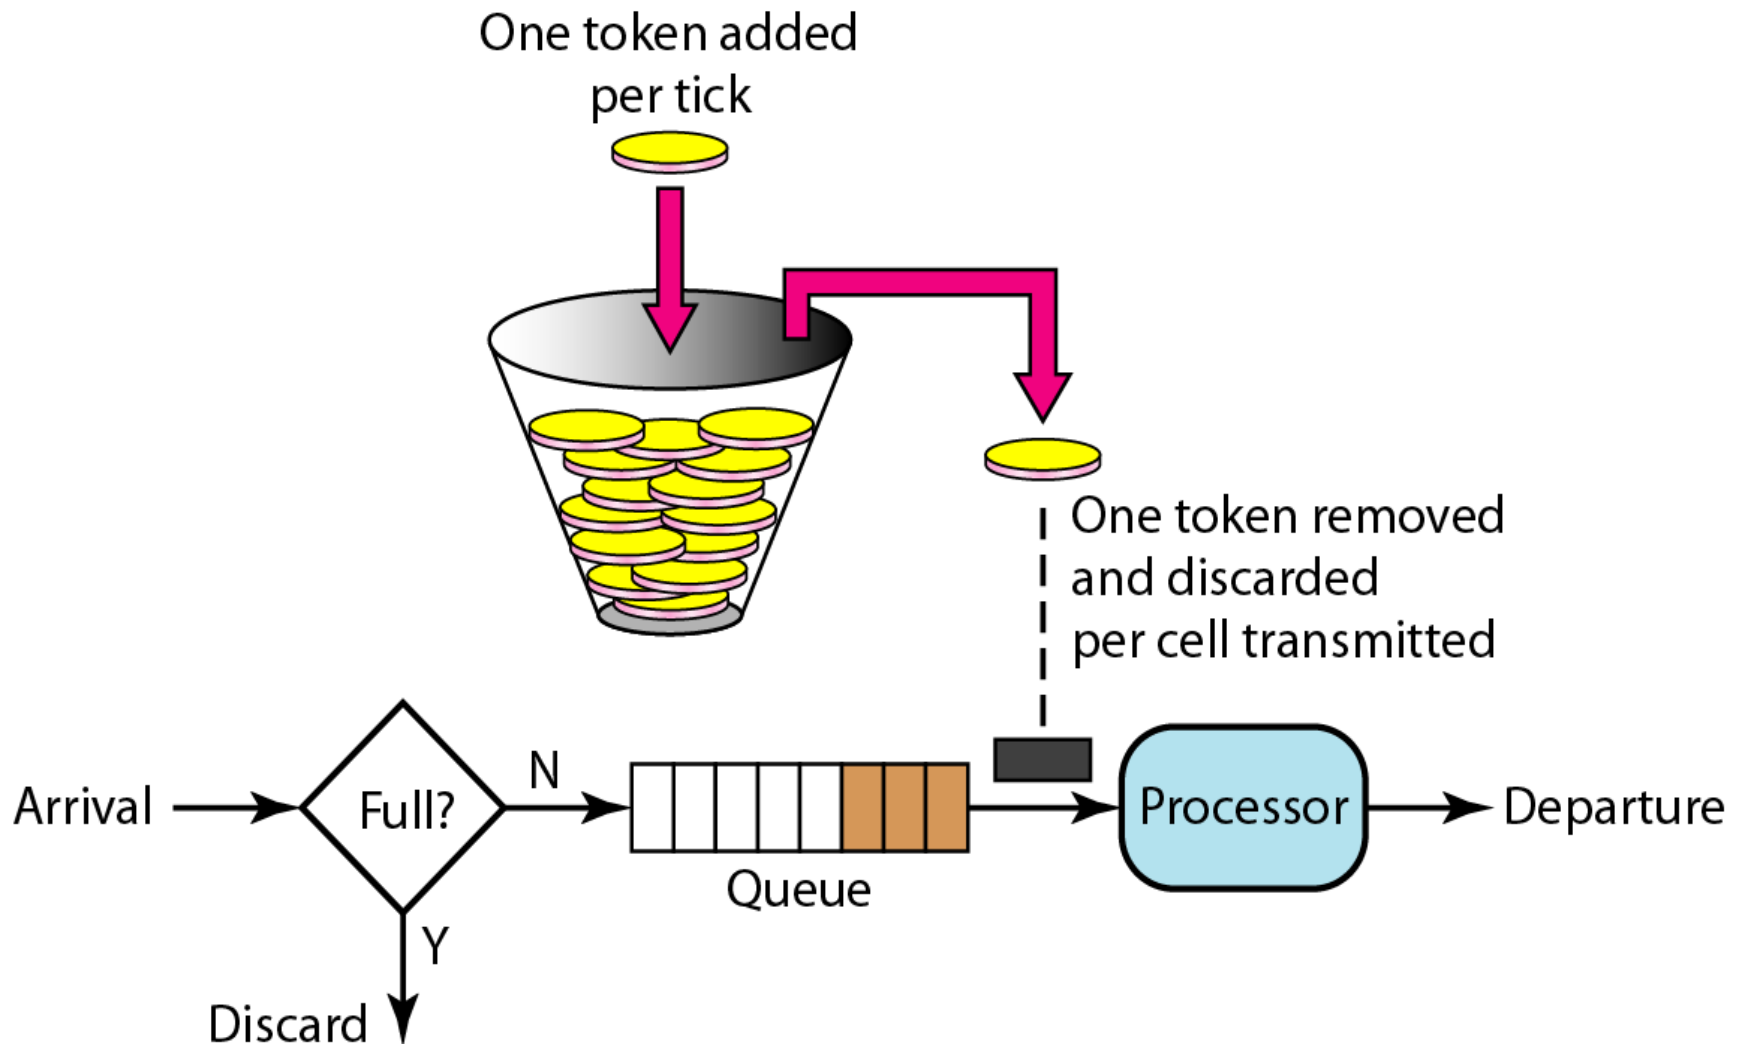 One token added
per tick
One token removed
and discarded
per cell transmitted
Arrival
Full?
N
Y
Discard
Queue
Processor
Departure